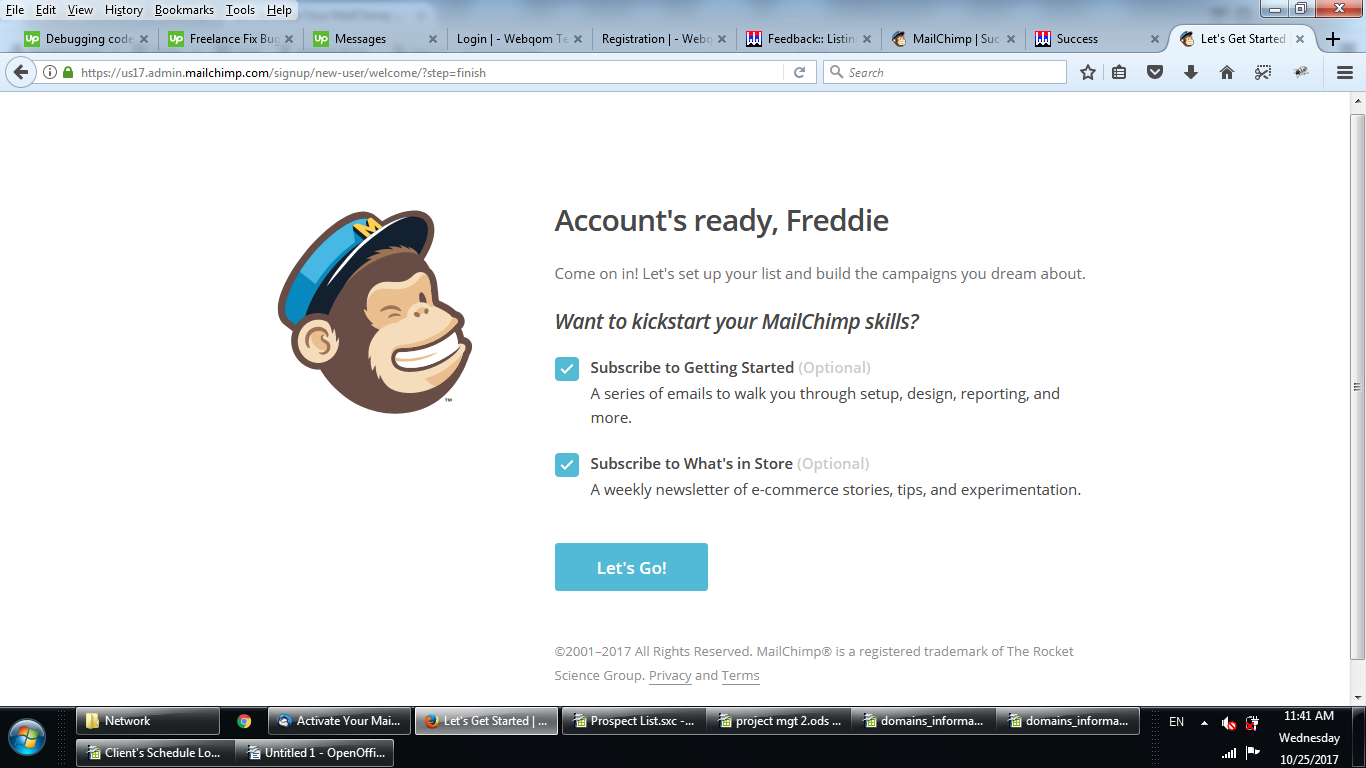 File Edit View History Bookmarks Tools Help
Debugging code
Freelance Fix Bug
Messages
Login | - Webqom Te
Registration | - Webq
Feedback:: Listin
MailChimp | Suc
Success
Let's Get Started
https://us17.admin.mailchimp.com/signup/new-user/welcome/?step=finish
Search
M
Account's ready, Freddie
Come on in! Let's set up your list and build the campaigns you dream about.
Want to kickstart your MailChimp skills?
Subscribe to Getting Started (Optional)
A series of emails to walk you through setup, design, reporting, and
more.
Subscribe to What's in Store (Optional)
A weekly newsletter of e-commerce stories, tips, and experimentation.
Let's Go!
©2001–2017 All Rights Reserved. MailChimp® is a registered trademark of The Rocket
Science Group. Privacy and Terms
™
Network
Activate Your Mai...
Let's Get Started | ...
Prospect List.sxc -...
project mgt 2.ods ...
domains_informa...
domains_informa...
Client's Schedule Lo...
Untitled 1 - OpenOffi...
EN
11:41 AM
Wednesday
10/25/2017